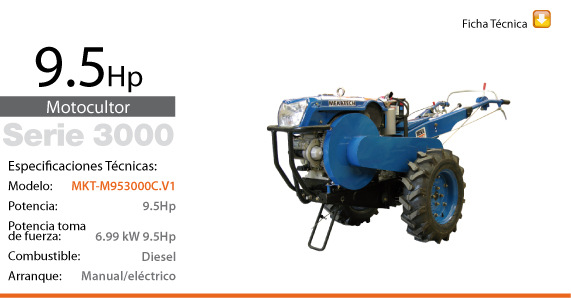 Ficha Técnica
9.5Hp
Motocultor
Serie 3000
Especificaciones Técnicas:
Modelo: MKT-M953000C.V1
Potencia: 9.5Hp
Potencia toma
de fuerza: 6.99 kW 9.5Hp
Combustible: Diesel
Arranque: Manual/eléctrico